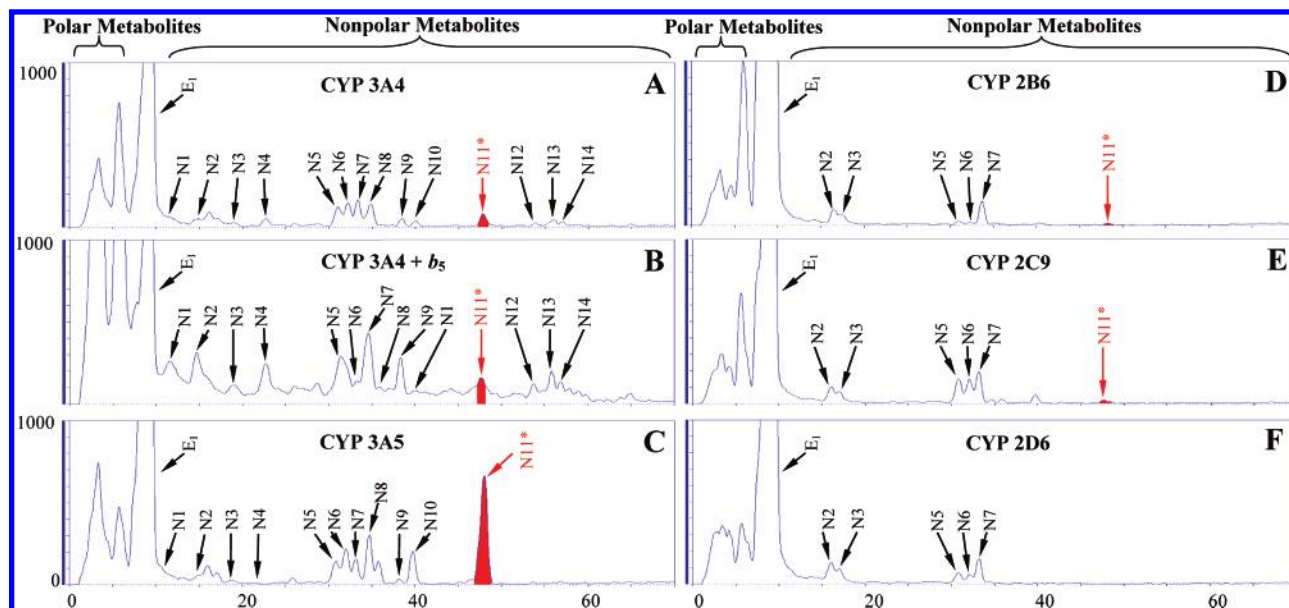 Polar Metabolites Nonpolar Metabolites
1000 E1 CYP 3A4 A
N1 N2 N3 N4 N5 N6 N7 N8 N9 N10 N11* N12 N13 N14
1000 E1 CYP 3A4 + b5 B
N1 N2 N3 N4 N5 N6 N7 N8 N9 N1 N11* N12 N13 N14
1000 E1 CYP 3A5 C
N1 N2 N3 N4 N5 N6 N7 N8 N9 N10 N11*
0
0 20 40 60
Polar Metabolites Nonpolar Metabolites
E1 CYP 2B6 D
N2 N3 N5 N6 N7 N11*
E1 CYP 2C9 E
N2 N3 N5 N6 N7 N11*
E1 CYP 2D6 F
N2 N3 N5 N6 N7
0 20 40 60